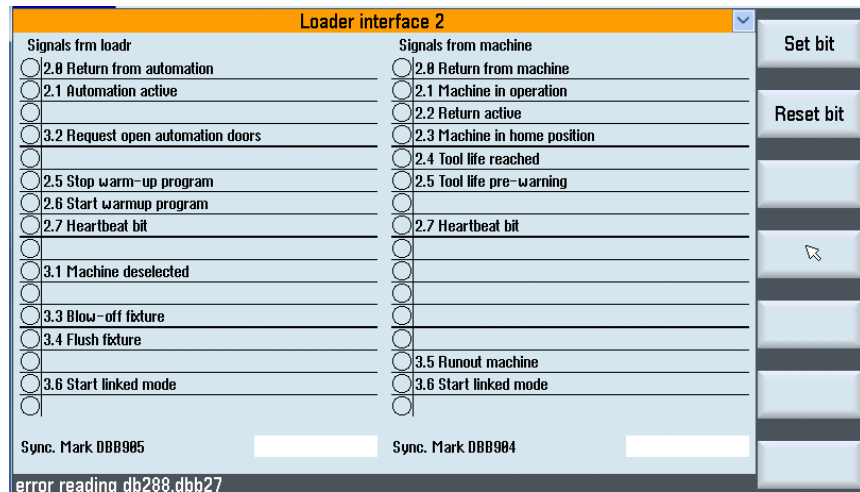 Loader interface 2
Signals frm loadr
2.0 Return from automation
2.1 Automation active
3.2 Request open automation doors
2.5 Stop warm-up program
2.6 Start warmup program
2.7 Heartbeat bit
3.1 Machine deselected
3.3 Blow-off fixture
3.4 Flush fixture
3.6 Start linked mode
Sync. Mark DBB905
Signals from machine
2.0 Return from machine
2.1 Machine in operation
2.2 Return active
2.3 Machine in home position
2.4 Tool life reached
2.5 Tool life pre-warning
2.7 Heartbeat bit
3.5 Runout machine
3.6 Start linked mode
Sync. Mark DBB904
Set bit
Reset bit
error reading db288.dbb27